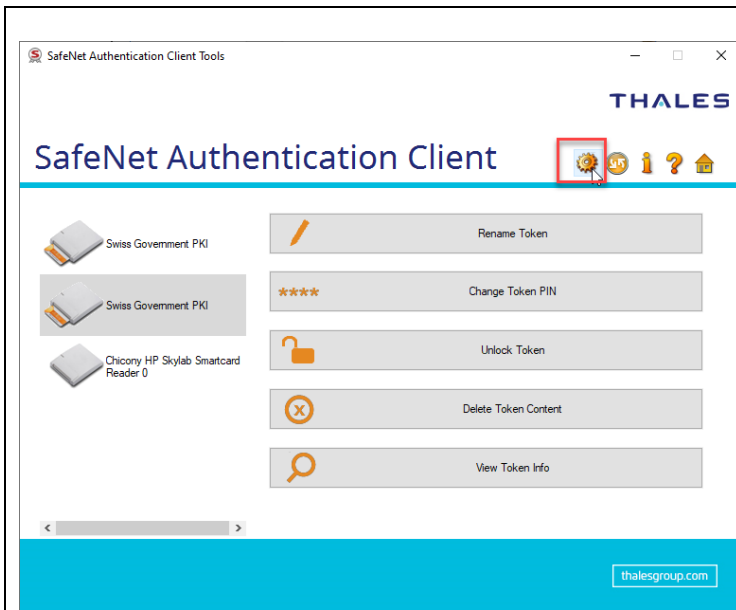 SafeNet Authentication Client Tools
THALES
SafeNet Authentication Client
Swiss Government PKI
Swiss Government PKI
Chicony HP Skylab Smartcard
Reader 0
Rename Token
****
Change Token PIN
Unlock Token
Delete Token Content
View Token Info
thalesgroup.com